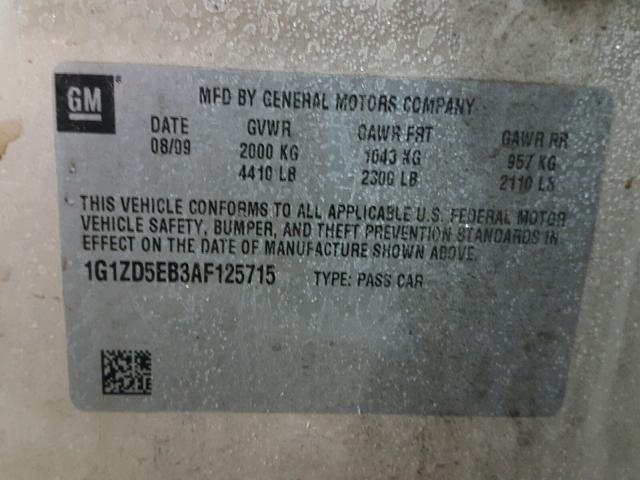 GM
MFD BY GENERAL MOTORS COMPANY
DATE GVWR GAWR FRT GAWR RR
08/09 2000 KG 1043 KG 957 KG
4410 LB 2300 LB 2110 LB
THIS VEHICLE CONFORMS TO ALL APPLICABLE U.S. FEDERAL MOTOR
VEHICLE SAFETY, BUMPER, AND THEFT PREVENTION STANDARDS IN
EFFECT ON THE DATE OF MANUFACTURE SHOWN ABOVE.
1G1ZD5EB3AF125715 TYPE: PASS CAR